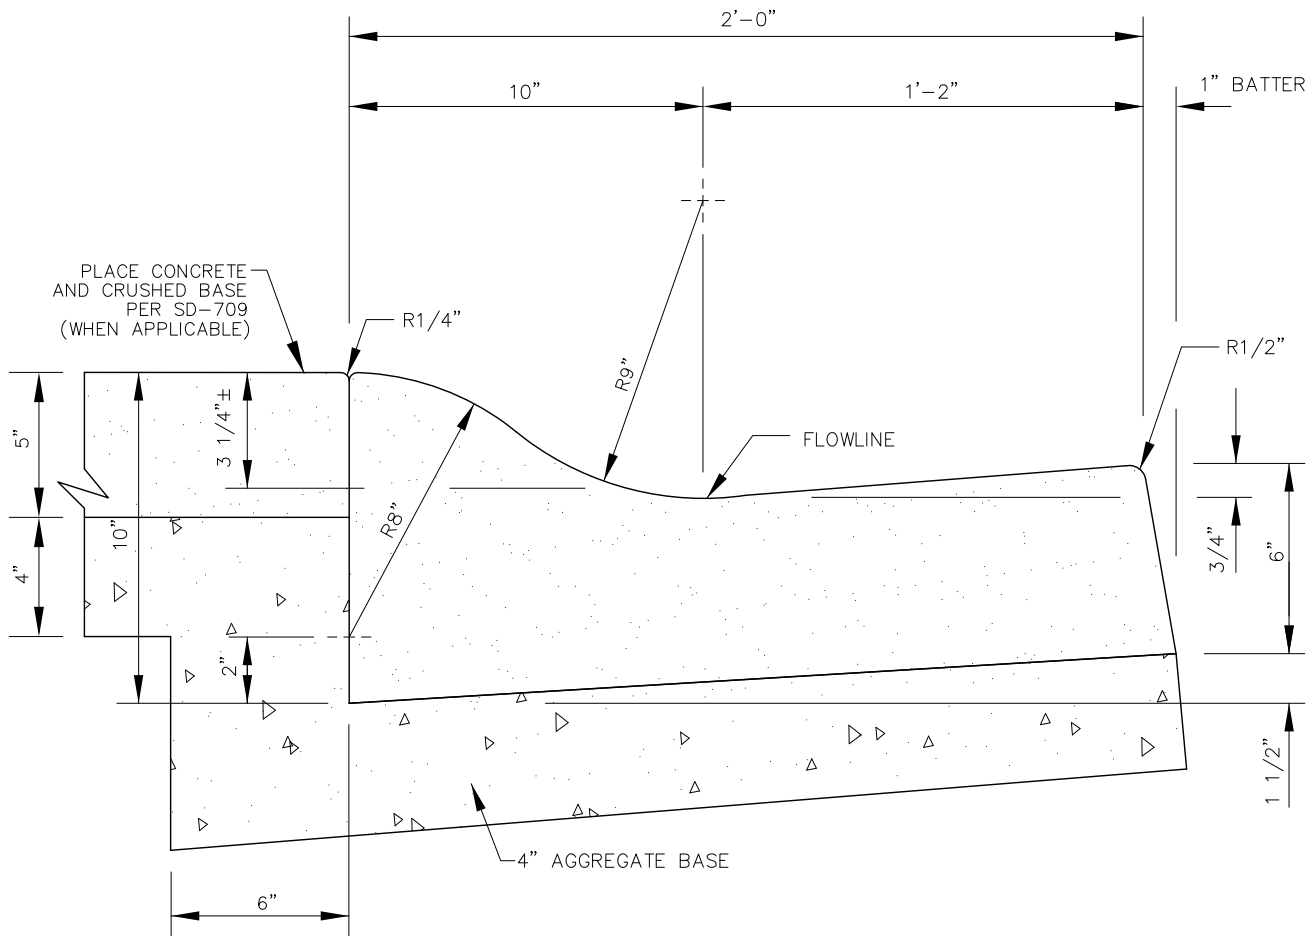 2'-0"
10"
1'-2"
1" BATTER
PLACE CONCRETE
AND CRUSHED BASE
PER SD-709
(WHEN APPLICABLE)
R1/4"
R9"
R1/2"
5"
3 1/4"±
FLOWLINE
R8"
10"
4"
2"
3/4"
6"
1 1/2"
4" AGGREGATE BASE
6"